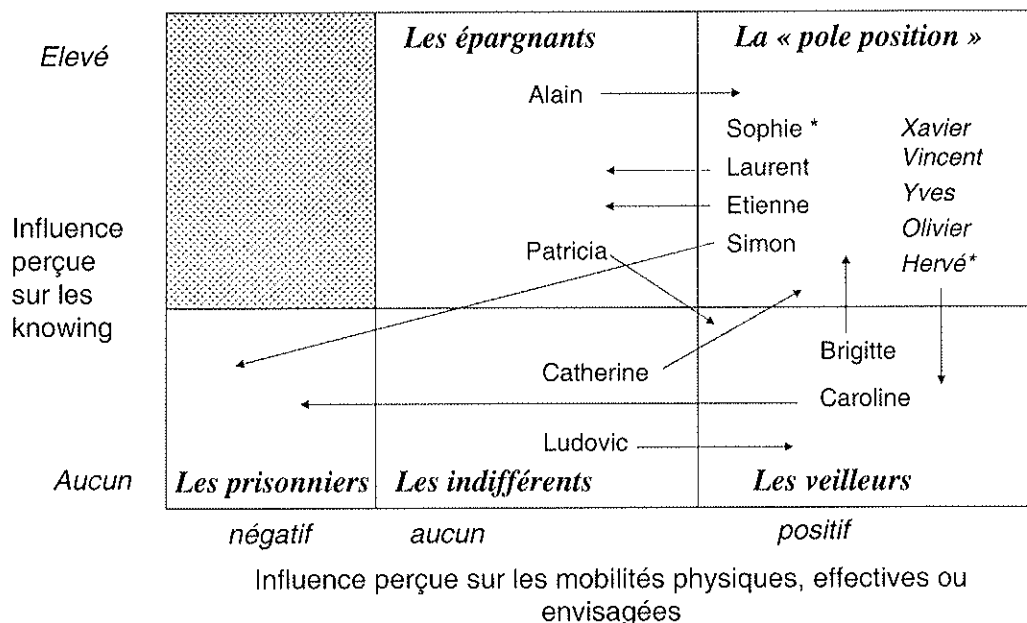 Elevé
Les épargnants
La « pole position »
Alain
Sophie *
Xavier
Laurent
Vincent
Etienne
Yves
Simon
Olivier
Patricia
Hervé*
Influence
perçue
sur les
knowing
Brigitte
Catherine
Caroline
Ludovic
Aucun
Les prisonniers
Les indifférents
Les veilleurs
négatif
aucun
positif
Influence perçue sur les mobilités physiques, effectives ou
envisagées